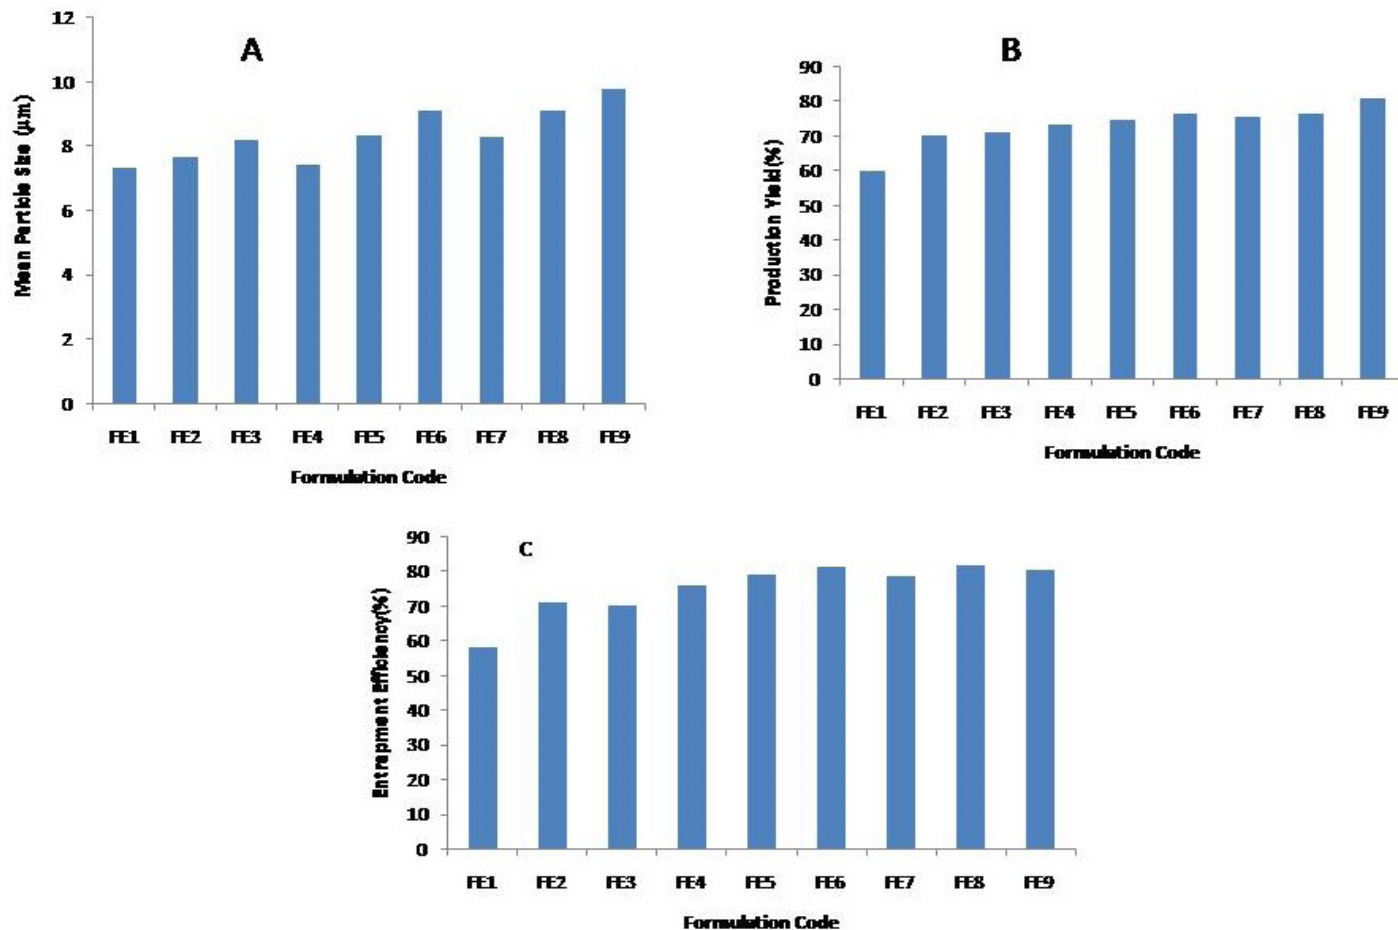 A
Mean Particle Size (μm)
12
10
8
6
4
2
0
FE1 FE2 FE3 FE4 FE5 FE6 FE7 FE8 FE9
Formulation Code
B
Production Yield(%)
90
80
70
60
50
40
30
20
10
0
FE1 FE2 FE3 FE4 FE5 FE6 FE7 FE8 FE9
Formulation Code
C
Entrapment Efficiency(%)
90
80
70
60
50
40
30
20
10
0
FE1 FE2 FE3 FE4 FE5 FE6 FE7 FE8 FE9
Formulation Code